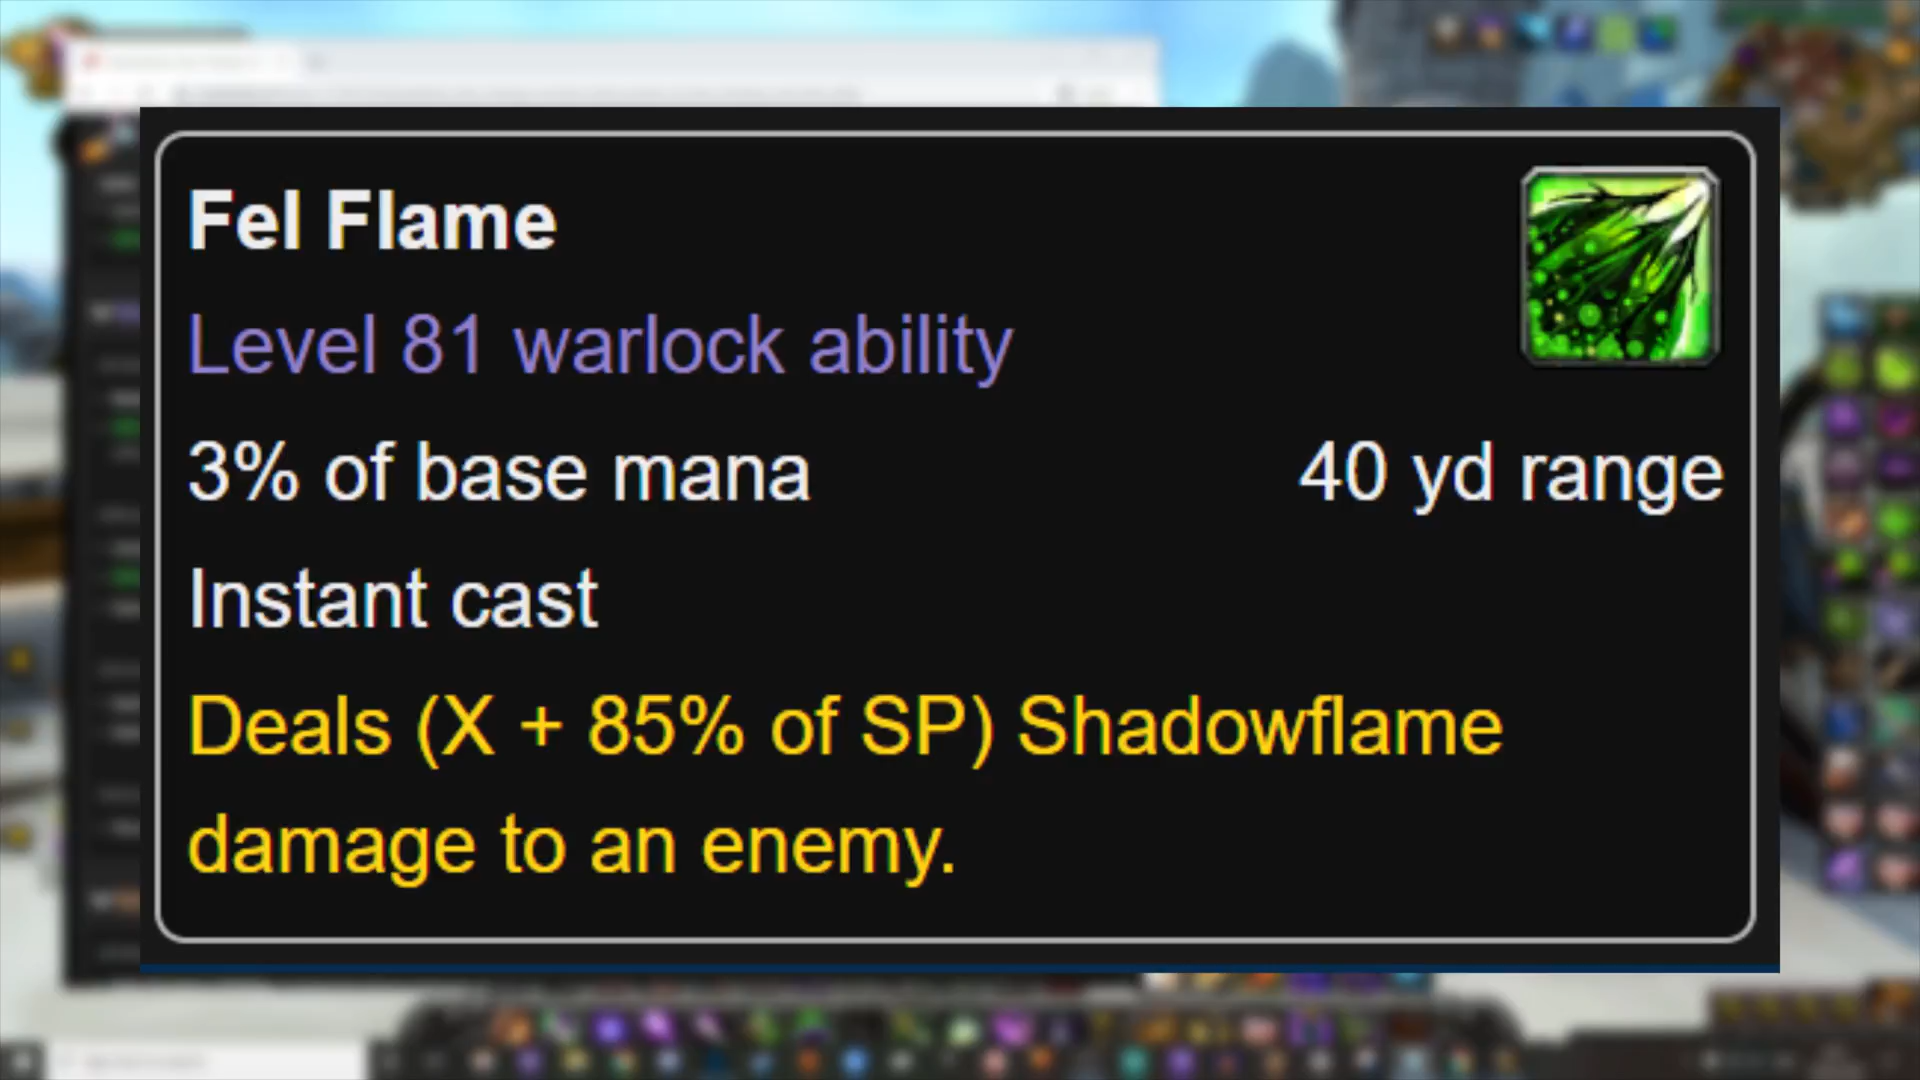 Fel Flame
Level 81 warlock ability
3% of base mana 40 yd range
Instant cast
Deals (X + 85% of SP) Shadowflame
damage to an enemy.